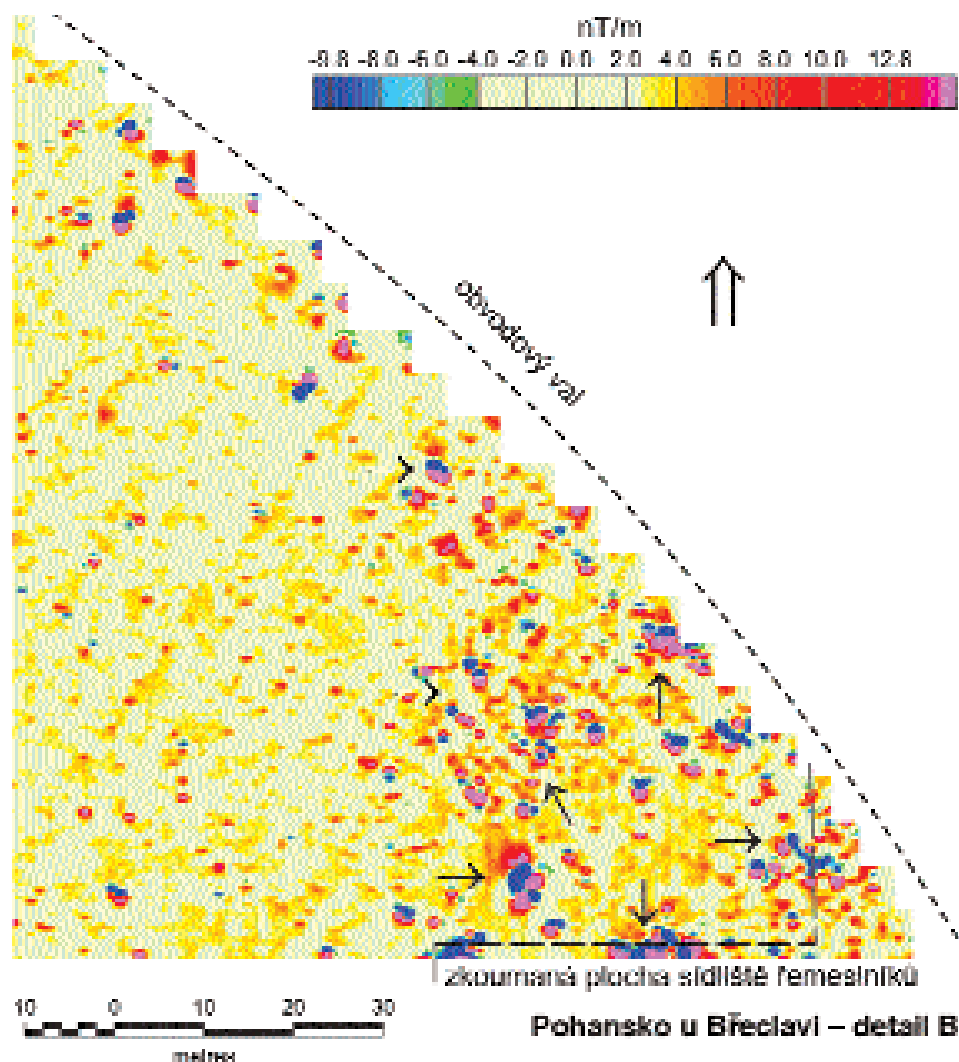 nT/m
-9.8 -8.0 -6.0 -4.0 -2.0 0.0 2.0 4.0 6.0 8.0 10.0 12.8
obvodový val
zkoumaná plocha sídliště řemeslníků
10 0 10 20 30
metres
Pohansko u Břeclavi – detail B